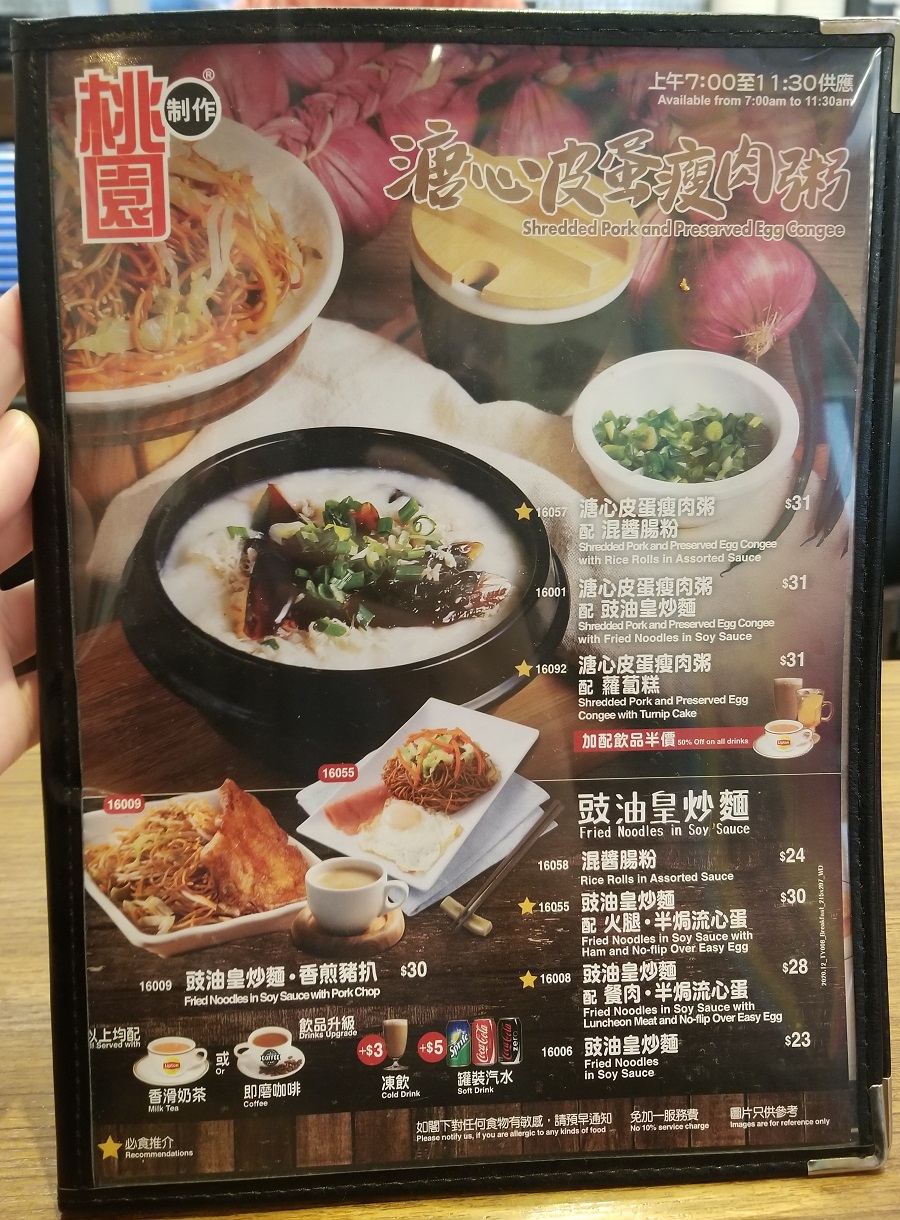 桃園
制作
®
上午7:00至11:30供應
Available from 7:00am to 11:30am
溏心皮蛋瘦肉粥
Shredded Pork and Preserved Egg Congee
16057 溏心皮蛋瘦肉粥 $31
配 混醬腸粉
Shredded Pork and Preserved Egg Congee
with Rice Rolls in Assorted Sauce
16001 溏心皮蛋瘦肉粥 $31
配 豉油皇炒麵
Shredded Pork and Preserved Egg Congee
with Fried Noodles in Soy Sauce
16092 溏心皮蛋瘦肉粥 $31
配 蘿蔔糕
Shredded Pork and Preserved Egg
Congee with Turnip Cake
加配飲品半價 50% Off on all drinks
Lipton
豉油皇炒麵
Fried Noodles in Soy Sauce
16058 混醬腸粉 $24
Rice Rolls in Assorted Sauce
16055 豉油皇炒麵 $30
配 火腿・半焗流心蛋
Fried Noodles in Soy Sauce with
Ham and No-flip Over Easy Egg
16008 豉油皇炒麵 $28
配 餐肉・半焗流心蛋
Fried Noodles in Soy Sauce with
Luncheon Meat and No-flip Over Easy Egg
16006 豉油皇炒麵 $23
Fried Noodles
in Soy Sauce
16055
16009
16009 豉油皇炒麵・香煎豬扒 $30
Fried Noodles in Soy Sauce with Pork Chop
以上均配
Served with
Lipton
香滑奶茶
Milk Tea
或
Or
COFFEE
即磨咖啡
Coffee
飲品升級
Drinks Upgrade
+$3
凍飲
Cold Drink
+$5
Sprite
Coca-Cola
zero
罐裝汽水
Soft Drink
必食推介
Recommendations
如閣下對任何食物有敏感，請預早通知
Please notify us, if you are allergic to any kinds of food
免加一服務費
No 10% service charge
圖片只供參考
Images are for reference only